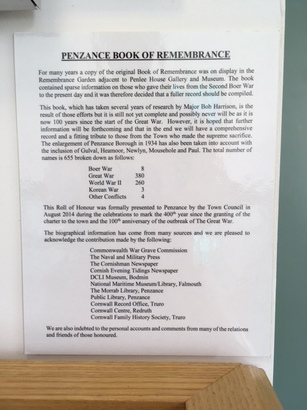 PENZANCE BOOK OF REMEMBRANCE
For many years a copy of the original Book of Remembrance was on display in the
Remembrance Garden adjacent to Penlee House Gallery and Museum. The book
contained sparse information on those who gave their lives from the Second Boer War
to the present day and it was therefore decided that a fuller record should be compiled.
This book, which has taken several years of research by Major Bob Harrison, is the
result of those efforts but it is still not yet complete and possibly never will be as it is
now 100 years since the start of the Great War. However, it is hoped that further
information will be forthcoming and that in the end we will have a comprehensive
record and a fitting tribute to those from the Town who made the supreme sacrifice.
The enlargement of Penzance Borough in 1934 has also been taken into account with
the inclusion of Gulval, Heamoor, Newlyn, Mousehole and Paul. The total number of
names is 655 broken down as follows:
Boer War 8
Great War 380
World War II 260
Korean War 3
Other Conflicts 4
This Roll of Honour was formally presented to Penzance by the Town Council in
August 2014 during the celebrations to mark the 400th year since the granting of the
charter to the town and the 100th anniversary of the outbreak of The Great War.
The biographical information has come from many sources and we are pleased to
acknowledge the contribution made by the following:
Commonwealth War Grave Commission
The Naval and Military Press
The Cornishman Newspaper
Cornish Evening Tidings Newspaper
DCLI Museum, Bodmin
National Maritime Museum/Library, Falmouth
The Morrab Library, Penzance
Public Library, Penzance
Cornwall Record Office, Truro
Cornwall Centre, Redruth
Cornwall Family History Society, Truro
We are also indebted to the personal accounts and comments from many of the relations
and friends of those honoured.